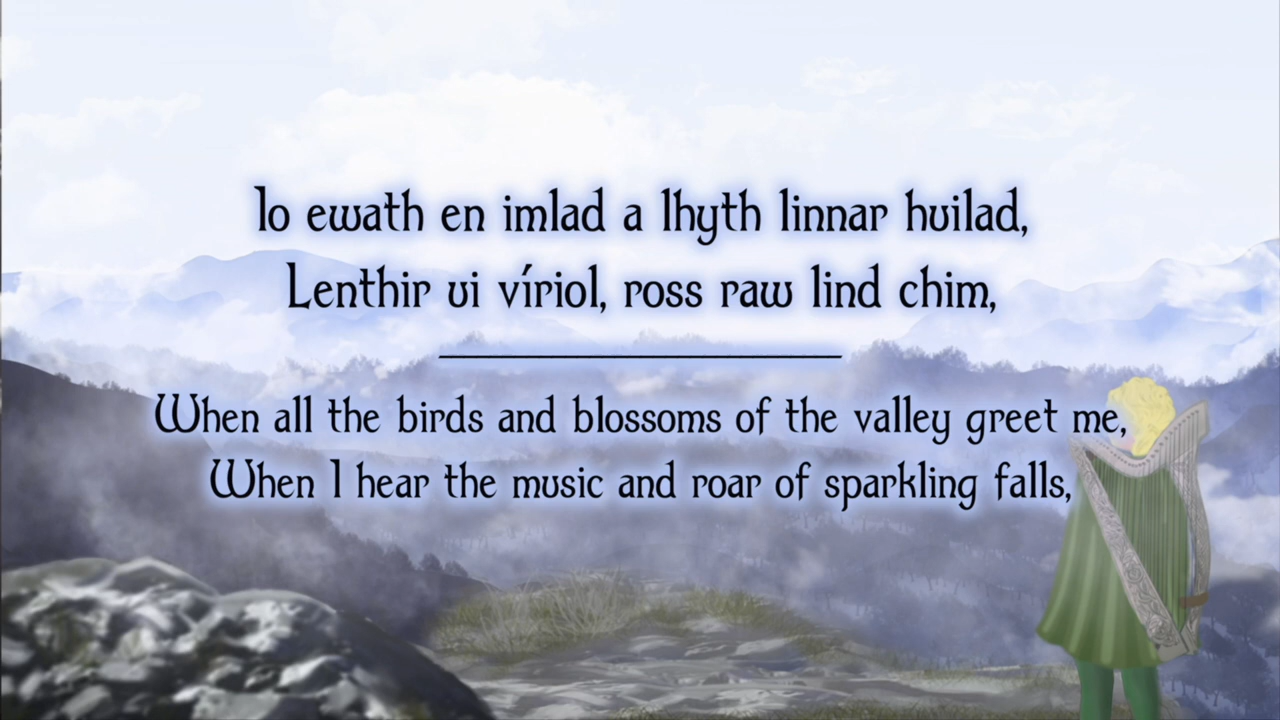 Io ewath en imlad a lhyth linnar huilad,
Lenthir ui víriol, ross raw lind chim,
When all the birds and blossoms of the valley greet me,
When I hear the music and roar of sparkling falls,